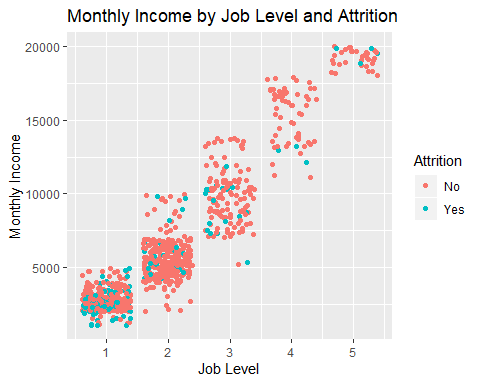 Monthly Income by Job Level and Attrition
20000
15000
10000
5000
Monthly Income
1 2 3 4 5
Job Level
Attrition
No
Yes